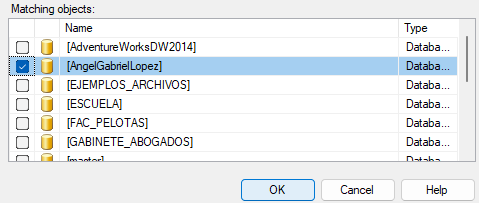 Matching objects:
Name Type
[AdventureWorksDW2014] Databa...
[AngelGabrielLopez] Databa...
[EJEMPLOS_ARCHIVOS] Databa...
[ESCUELA] Databa...
[FAC_PELOTAS] Databa...
[GABINETE_ABOGADOS] Databa...
[master] Databa...
OK Cancel Help